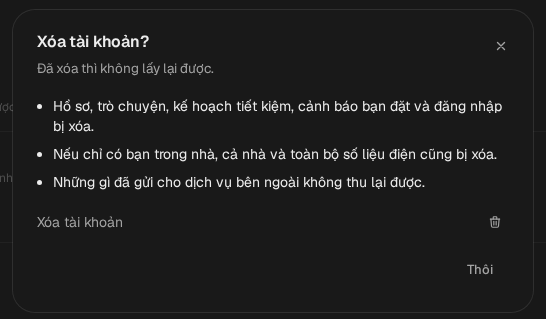 Xóa tài khoản?
Đã xóa thì không lấy lại được.
Hồ sơ, trò chuyện, kế hoạch tiết kiệm, cảnh báo bạn đặt và đăng nhập
bị xóa.
Nếu chỉ có bạn trong nhà, cả nhà và toàn bộ số liệu điện cũng bị xóa.
Những gì đã gửi cho dịch vụ bên ngoài không thu lại được.
Xóa tài khoản
Thôi